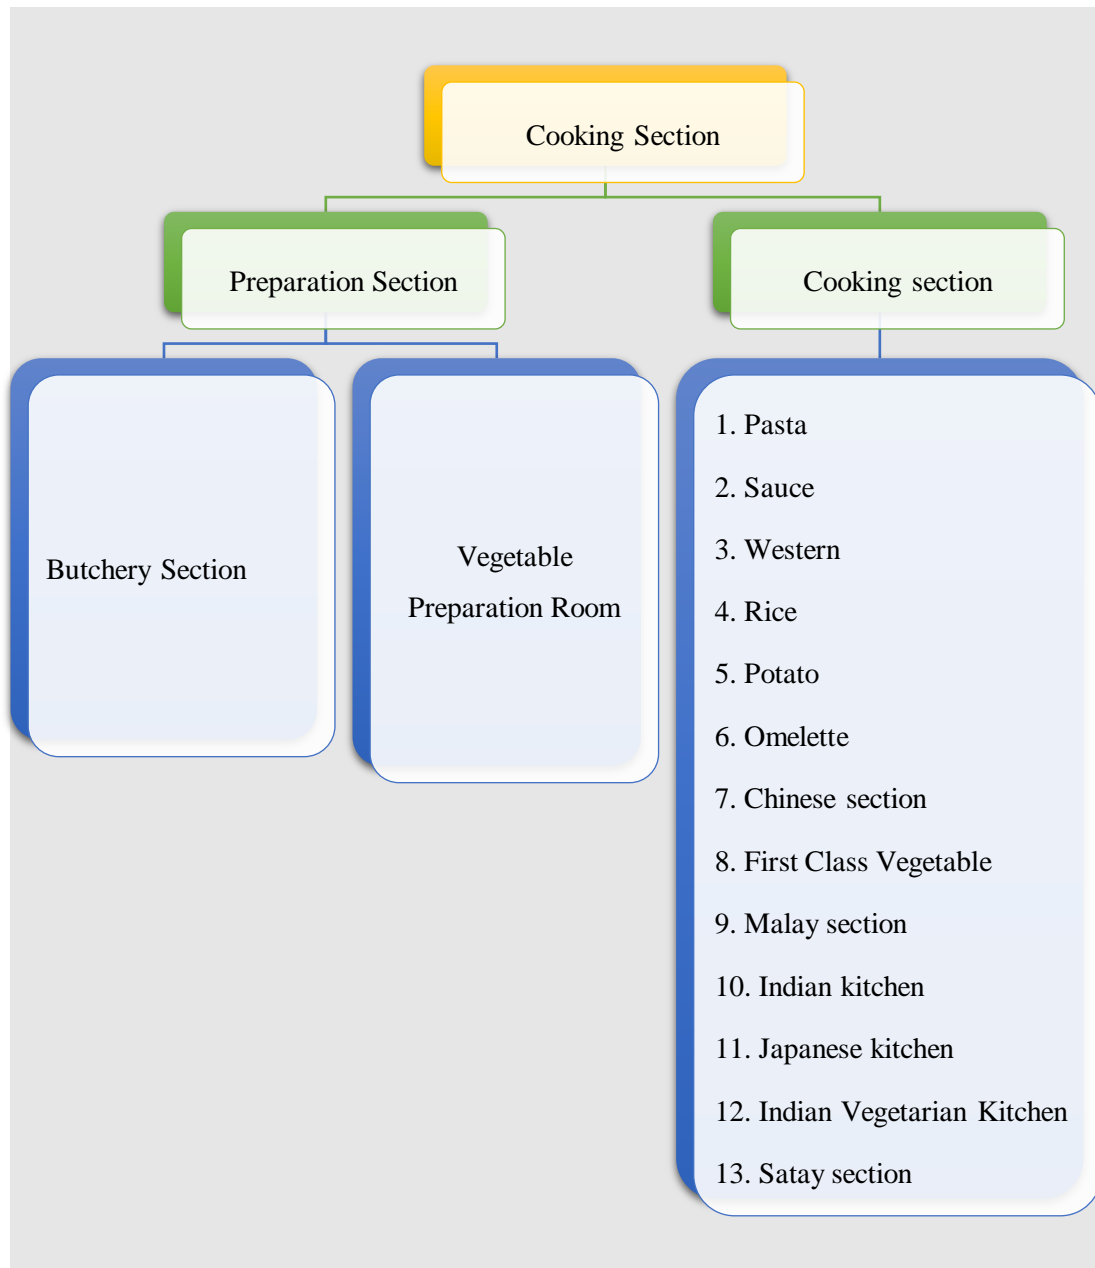 Cooking Section
Preparation Section
Cooking section
Butchery Section
Vegetable
Preparation Room
1. Pasta
2. Sauce
3. Western
4. Rice
5. Potato
6. Omelette
7. Chinese section
8. First Class Vegetable
9. Malay section
10. Indian kitchen
11. Japanese kitchen
12. Indian Vegetarian Kitchen
13. Satay section